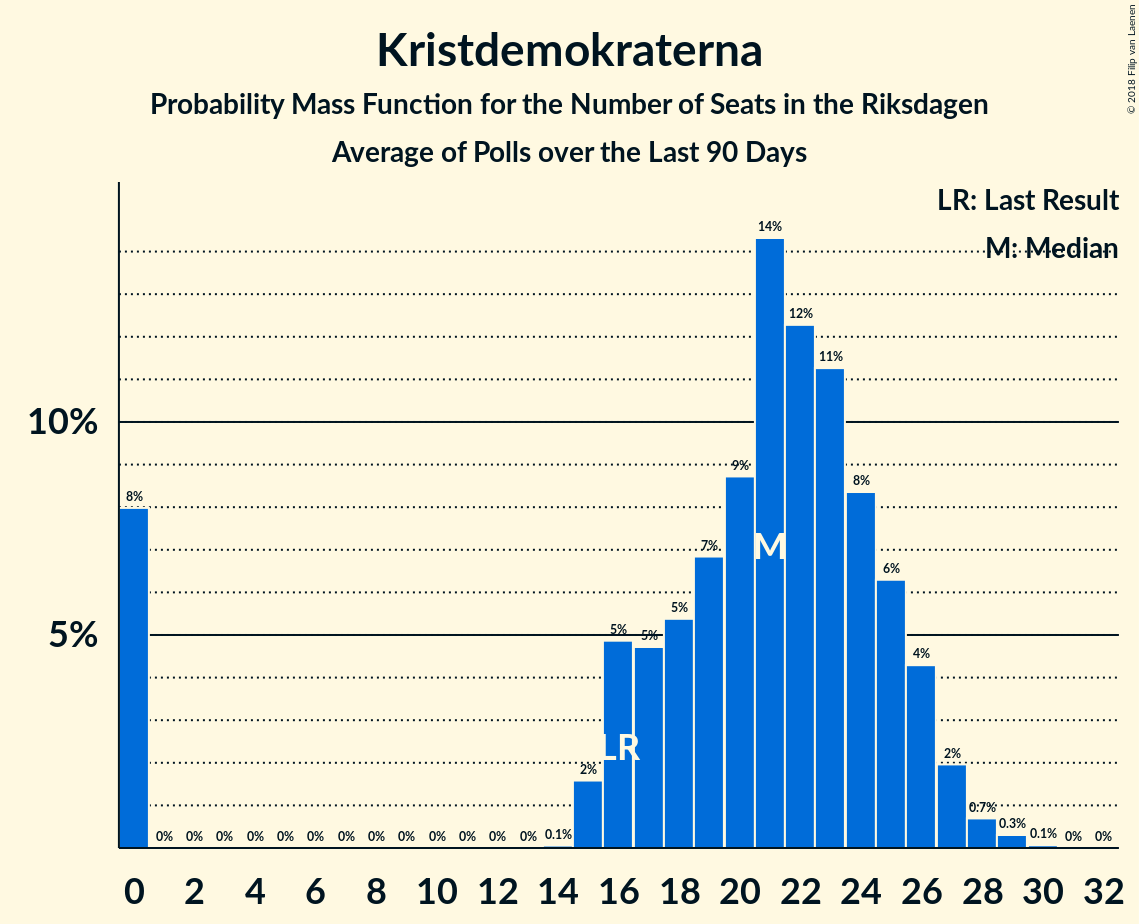 Kristdemokraterna
Probability Mass Function for the Number of Seats in the Riksdagen
Average of Polls over the Last 90 Days
© 2018 Filip van Laenen
LR: Last Result
M: Median
10%
5%
8% 0% 0% 0% 0% 0% 0% 0% 0% 0% 0% 0% 0% 0% 0.1% 2% 5% 5% 5% 7% 9% 14% 12% 11% 8% 6% 4% 2% 0.7% 0.3% 0.1% 0% 0%
M
LR
0 2 4 6 8 10 12 14 16 18 20 22 24 26 28 30 32